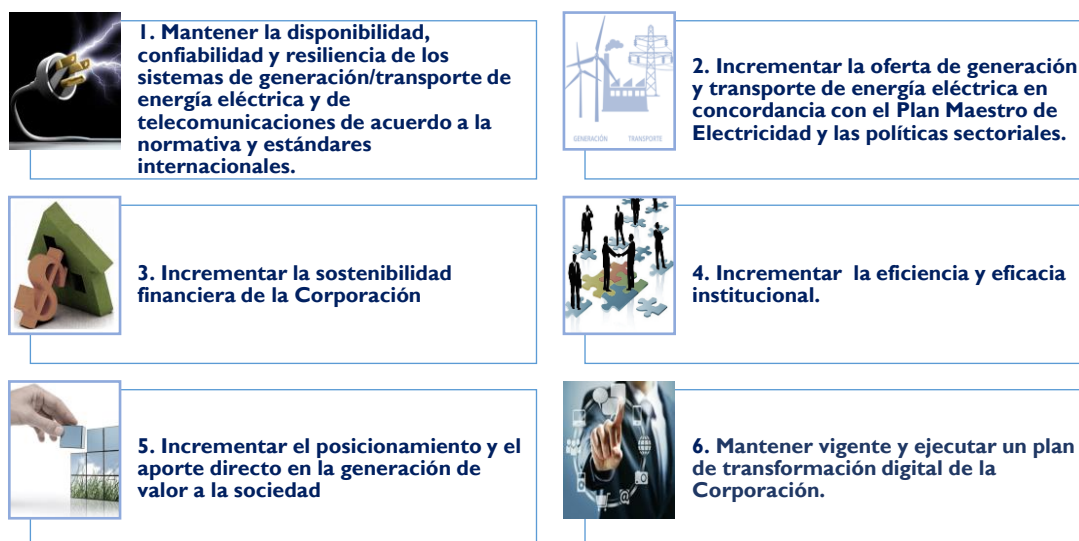 1. Mantener la disponibilidad,
confiabilidad y resiliencia de los
sistemas de generación/transporte de
energía eléctrica y de
telecomunicaciones de acuerdo a la
normativa y estándares
internacionales.
GENERACIÓN TRANSPORTE
2. Incrementar la oferta de generación
y transporte de energía eléctrica en
concordancia con el Plan Maestro de
Electricidad y las políticas sectoriales.
3. Incrementar la sostenibilidad
financiera de la Corporación
4. Incrementar la eficiencia y eficacia
institucional.
5. Incrementar el posicionamiento y el
aporte directo en la generación de
valor a la sociedad
6. Mantener vigente y ejecutar un plan
de transformación digital de la
Corporación.